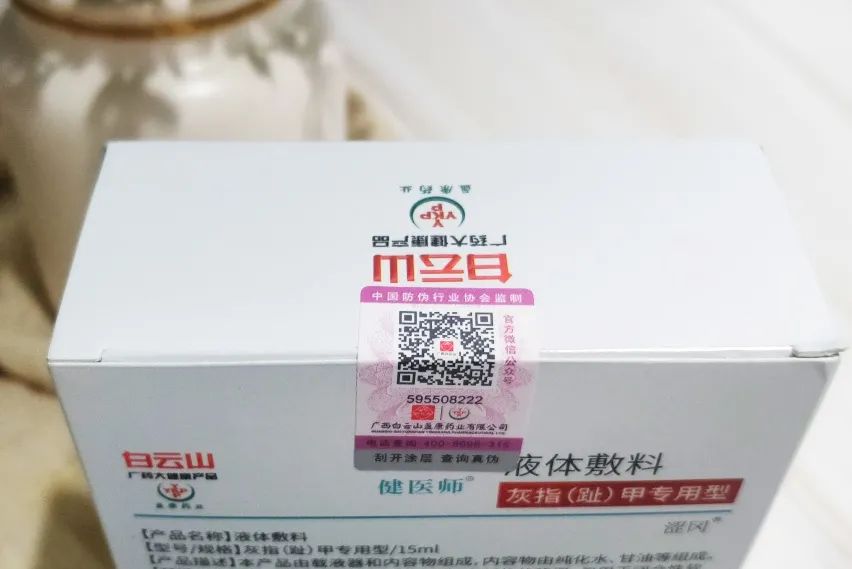 盈康药业
YKP
广药大健康产品
白云山
中国防伪行业协会监制
官方微信公众号
595508222
广西白云山盈康药业有限公司
电话查询 400-8098-315
刮开涂层 查询真伪
白云山
广药大健康产品
盈康药业
健医师®
液体敷料
灰指（趾）甲专用型
【产品名称】液体敷料
【型号/规格】灰指（趾）甲专用型/15ml
【产品描述】本产品由载液器和内容物组成，内容物由纯化水、甘油等组成。